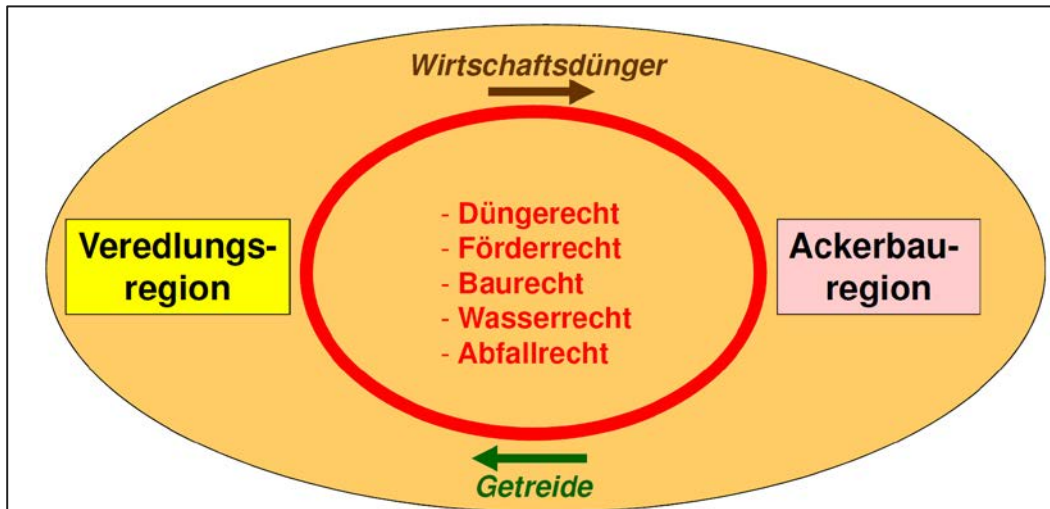 Wirtschaftsdünger
Veredlungs-
region
- Düngerecht
- Förderrecht
- Baurecht
- Wasserrecht
- Abfallrecht
Ackerbau-
region
Getreide